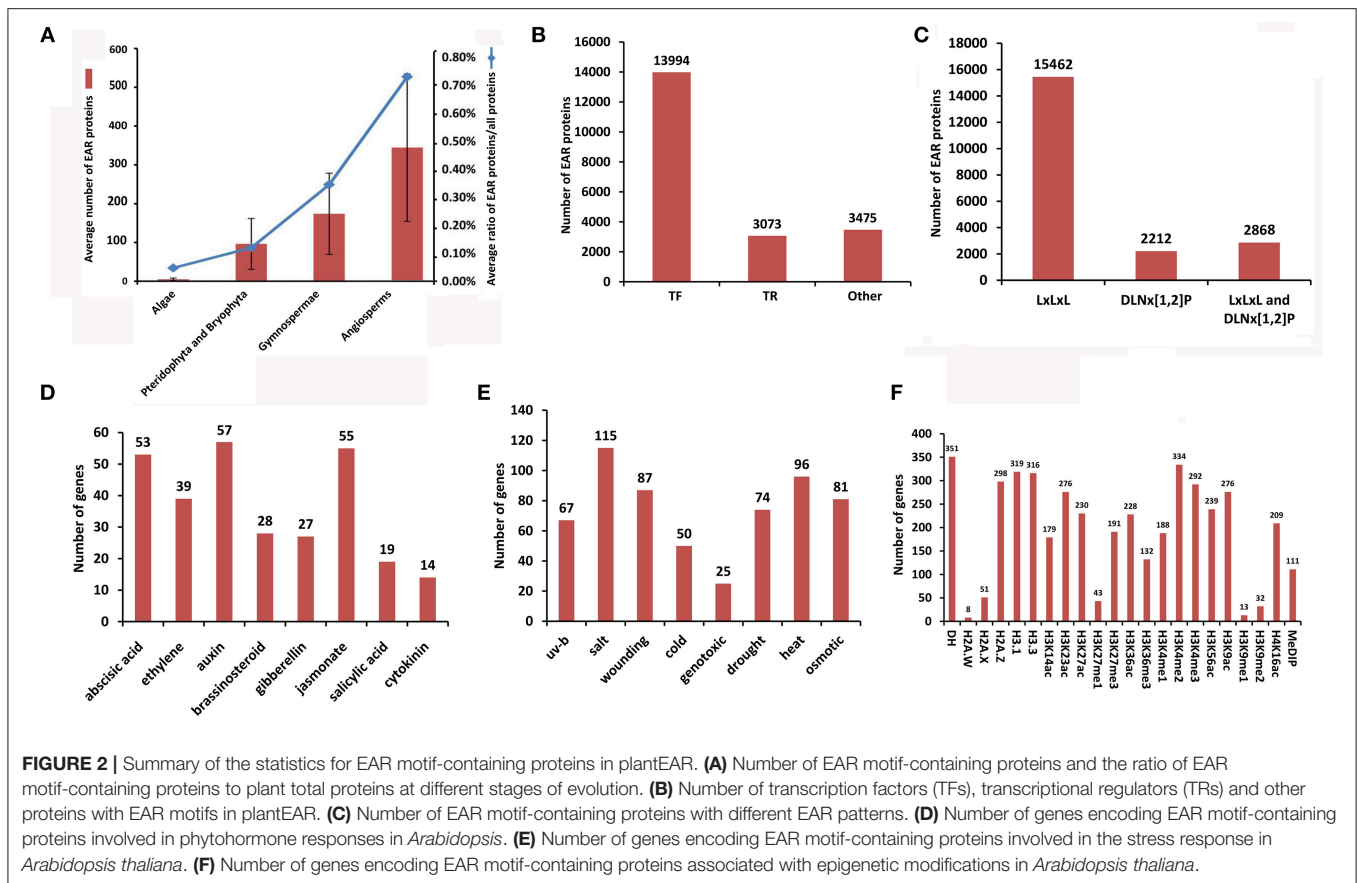 A
Average number of EAR proteins
600
500
400
300
200
100
0
Average ratio of EAR proteins/all proteins
0.80%
0.70%
0.60%
0.50%
0.40%
0.30%
0.20%
0.10%
0.00%
Algae
Pteridophyta and Bryophyta
Gymnospermae
Angiosperms
B
Number of EAR proteins
16000
14000
12000
10000
8000
6000
4000
2000
0
13994
3073
3475
TF
TR
Other
C
Number of EAR proteins
18000
16000
14000
12000
10000
8000
6000
4000
2000
0
15462
2212
2868
LxLxL
DLNx[1,2]P
LxLxL and
DLNx[1,2]P
D
Number of genes
60
50
40
30
20
10
0
53
39
57
28
27
55
19
14
abscisic acid
ethylene
auxin
brassinosteroid
gibberellin
jasmonate
salicylic acid
cytokinin
E
Number of genes
140
120
100
80
60
40
20
0
67
115
87
50
25
74
96
81
uv-b
salt
wounding
cold
genotoxic
drought
heat
osmotic
F
Number of genes
400
350
300
250
200
150
100
50
0
351
8
51
298
319
316
179
276
230
43
191
228
132
188
334
292
239
276
13
32
209
111
DH
H2A.W
H2A.X
H2A.Z
H3.1
H3.3
H3K14ac
H3K23ac
H3K27ac
H3K27me1
H3K27me3
H3K36ac
H3K36me3
H3K4me1
H3K4me2
H3K4me3
H3K56ac
H3K9ac
H3K9me1
H3K9me2
H4K16ac
MeDIP
FIGURE 2 | Summary of the statistics for EAR motif-containing proteins in plantEAR. (A) Number of EAR motif-containing proteins and the ratio of EAR
motif-containing proteins to plant total proteins at different stages of evolution. (B) Number of transcription factors (TFs), transcriptional regulators (TRs) and other
proteins with EAR motifs in plantEAR. (C) Number of EAR motif-containing proteins with different EAR patterns. (D) Number of genes encoding EAR motif-containing
proteins involved in phytohormone responses in Arabidopsis. (E) Number of genes encoding EAR motif-containing proteins involved in the stress response in
Arabidopsis thaliana. (F) Number of genes encoding EAR motif-containing proteins associated with epigenetic modifications in Arabidopsis thaliana.